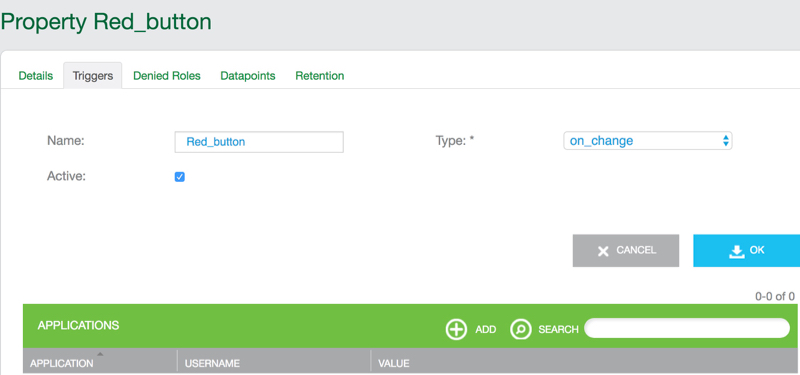 Property Red_button
Details Triggers Denied Roles Datapoints Retention
Name: Red_button Type: * on_change
Active:
CANCEL OK
0-0 of 0
APPLICATIONS ADD SEARCH
APPLICATION USERNAME VALUE